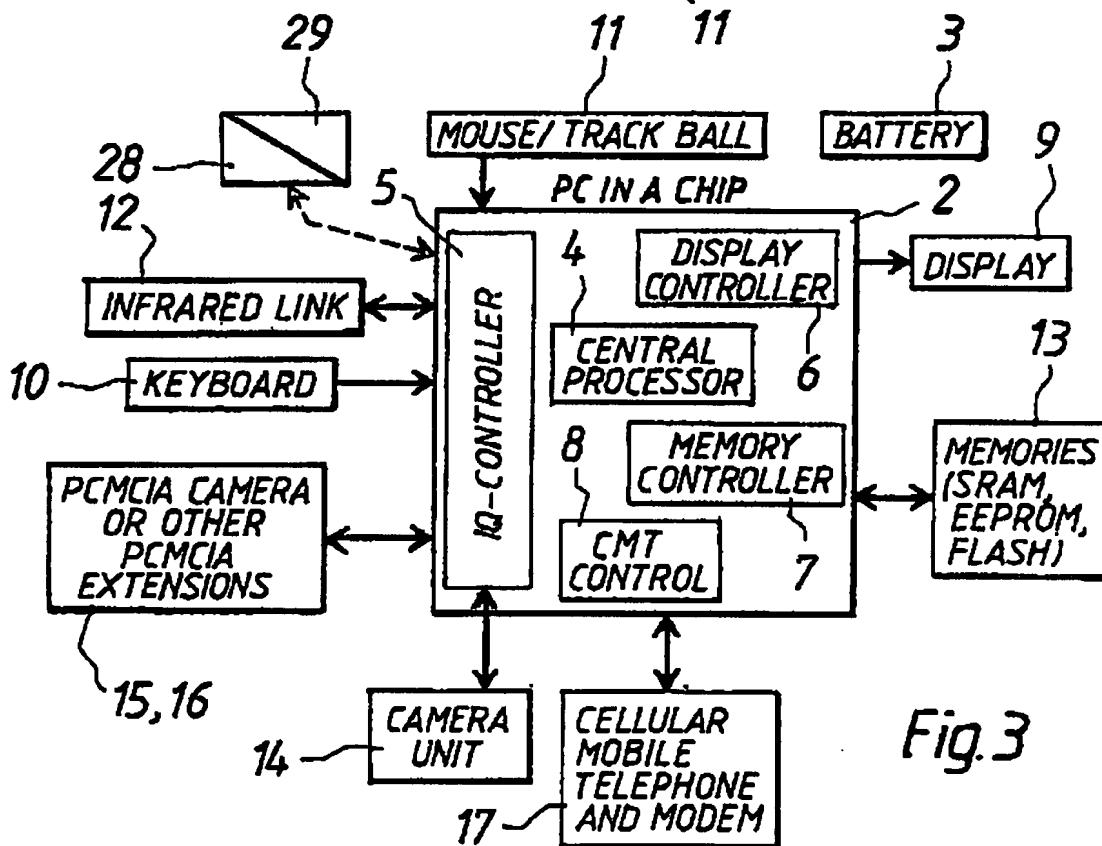 11
29
11
3
MOUSE/ TRACK BALL
BATTERY
28
12
5
PC IN A CHIP
2
9
4
DISPLAY
CONTROLLER
DISPLAY
INFRARED LINK
IQ-CONTROLLER
CENTRAL
PROCESSOR
6
13
10
KEYBOARD
8
MEMORY
CONTROLLER
MEMORIES
(SRAM,
EEPROM,
FLASH)
PCMCIA CAMERA
OR OTHER
PCMCIA
EXTENSIONS
CMT
CONTROL
7
15,16
14
CAMERA
UNIT
CELLULAR
MOBILE
TELEPHONE
AND MODEM
17
Fig.3